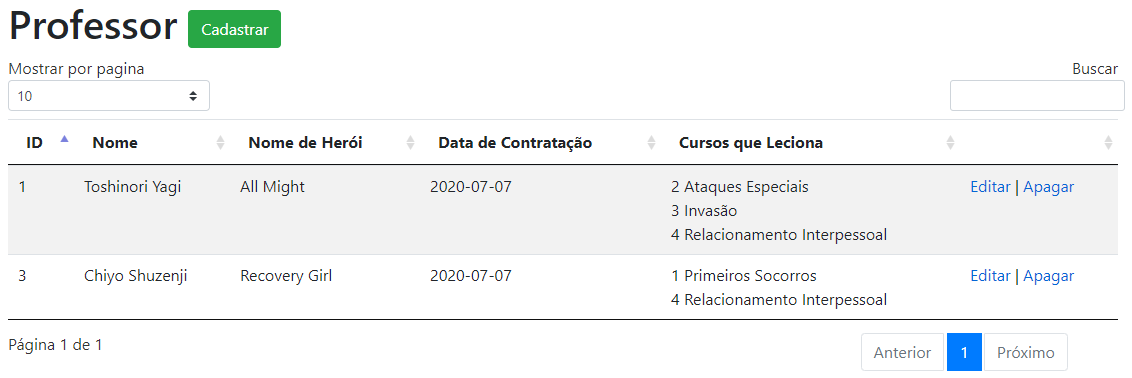 Professor Cadastrar
Mostrar por pagina Buscar
10
ID Nome Nome de Herói Data de Contratação Cursos que Leciona
1 Toshinori Yagi All Might 2020-07-07 2 Ataques Especiais Editar | Apagar
3 Invasão
4 Relacionamento Interpessoal
3 Chiyo Shuzenji Recovery Girl 2020-07-07 1 Primeiros Socorros Editar | Apagar
4 Relacionamento Interpessoal
Página 1 de 1 Anterior 1 Próximo